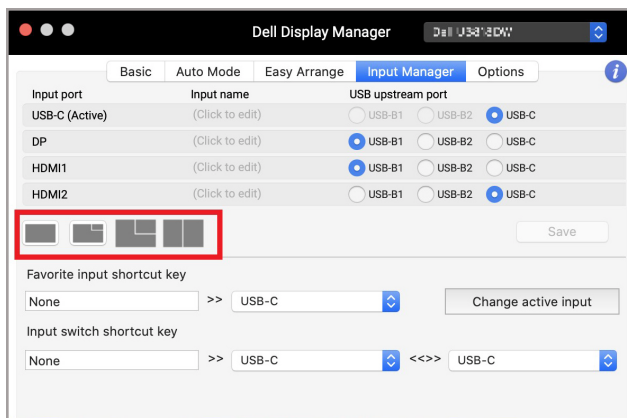 Dell Display Manager
Basic Auto Mode Easy Arrange Input Manager Options i
Input port Input name USB upstream port
USB-C (Active) (Click to edit) USB-B1 USB-B2 USB-C
DP (Click to edit) USB-B1 USB-B2 USB-C
HDMI1 (Click to edit) USB-B1 USB-B2 USB-C
HDMI2 (Click to edit) USB-B1 USB-B2 USB-C
Save
Favorite input shortcut key
None >> USB-C Change active input
Input switch shortcut key
None >> USB-C <<>> USB-C